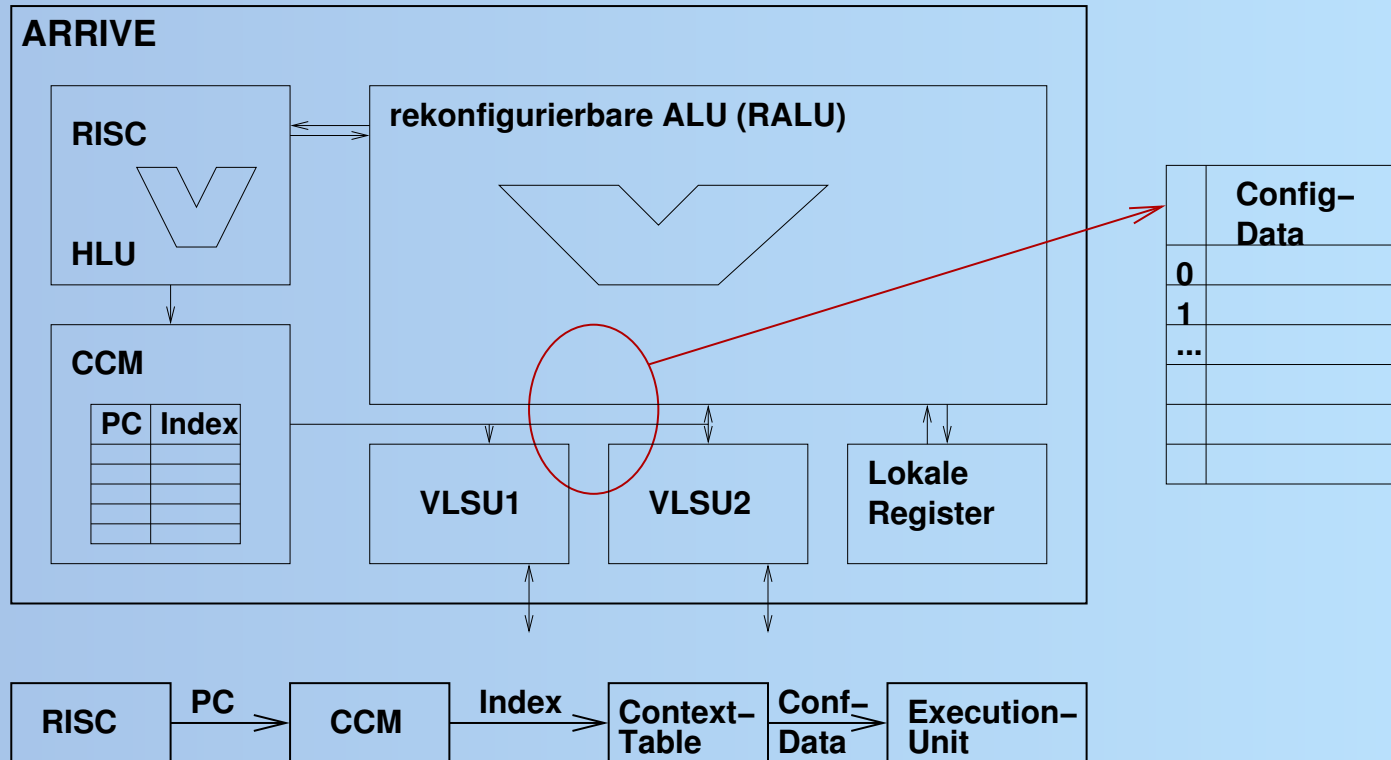 ARRIVE
RISC
HLU
rekonfigurierbare ALU (RALU)
Config–
Data
0
1
...
CCM
PC Index
VLSU1
VLSU2
Lokale
Register
RISC
PC
CCM
Index
Context–
Table
Conf–
Data
Execution–
Unit